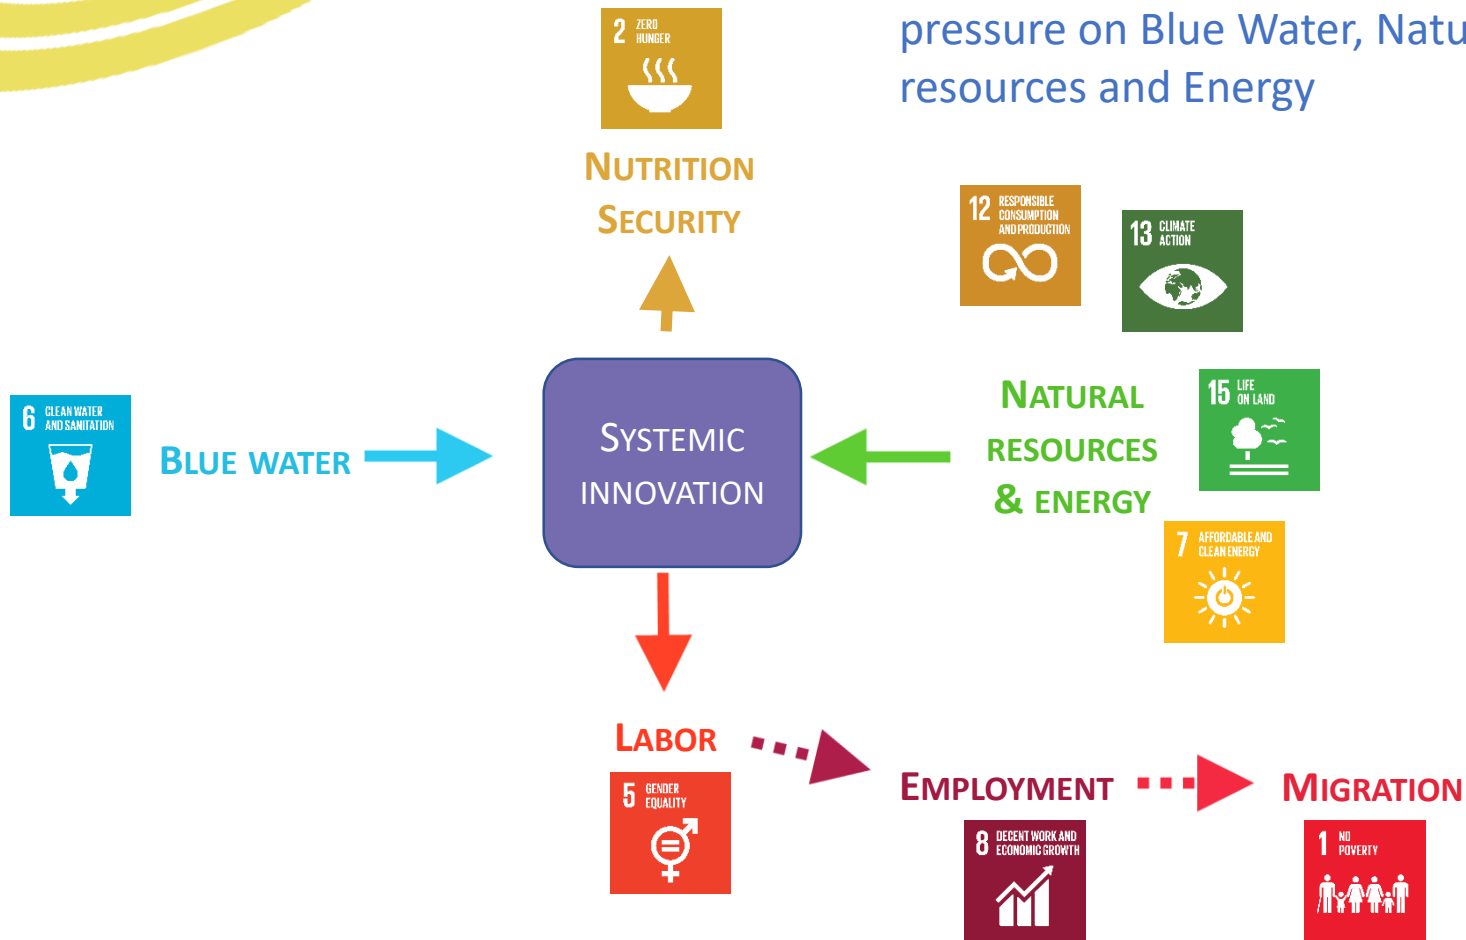 pressure on Blue Water, Natu
resources and Energy
2 ZERO
HUNGER
NUTRITION
SECURITY
12 RESPONSIBLE
CONSUMPTION
AND PRODUCTION
13 CLIMATE
ACTION
6 CLEAN WATER
AND SANITATION
BLUE WATER
SYSTEMIC
INNOVATION
NATURAL
RESOURCES
& ENERGY
15 LIFE
ON LAND
7 AFFORDABLE AND
CLEAN ENERGY
LABOR
5 GENDER
EQUALITY
EMPLOYMENT
8 DECENT WORK AND
ECONOMIC GROWTH
MIGRATION
1 NO
POVERTY